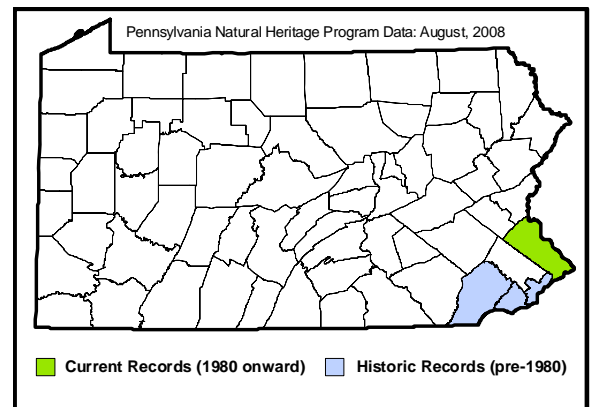 Pennsylvania Natural Heritage Program Data: August, 2008
Current Records (1980 onward) Historic Records (pre-1980)